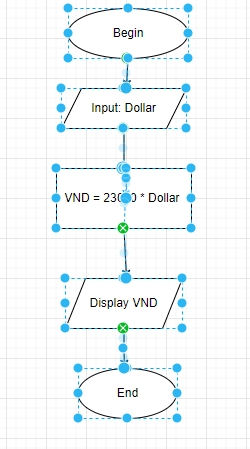 Begin
Input: Dollar
VND = * Dollar
Display VND
End